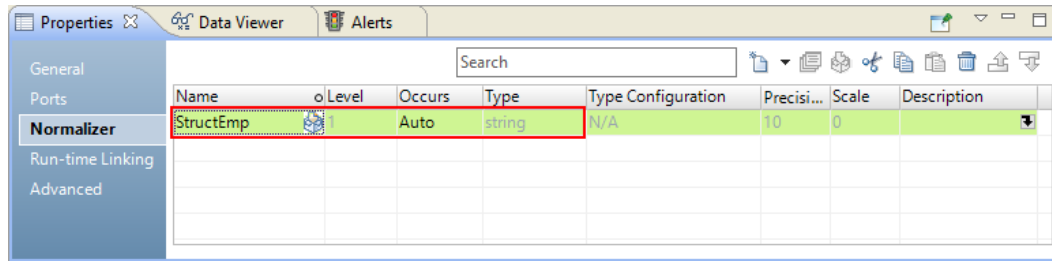 Properties Data Viewer Alerts
Search
General
Ports
Normalizer
Run-time Linking
Advanced
Name o Level Occurs Type Type Configuration Precisi... Scale Description
StructEmp 1 Auto string N/A 10 0